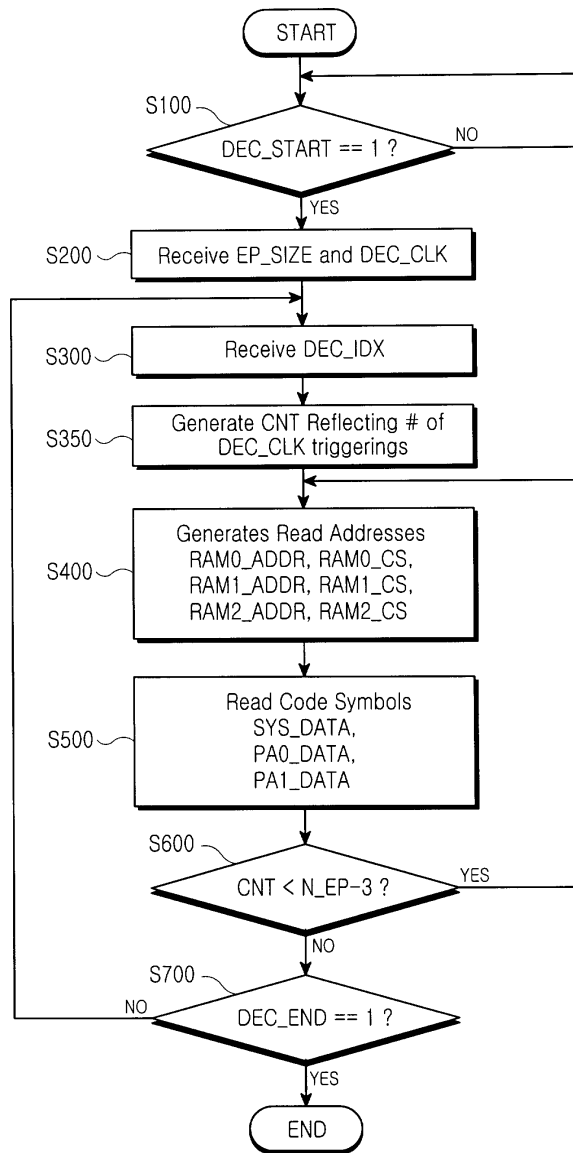 START
S100
DEC_START == 1 ?
NO
YES
S200
Receive EP_SIZE and DEC_CLK
S300
Receive DEC_IDX
S350
Generate CNT Reflecting # of
DEC_CLK triggerings
S400
Generates Read Addresses
RAM0_ADDR, RAM0_CS,
RAM1_ADDR, RAM1_CS,
RAM2_ADDR, RAM2_CS
S500
Read Code Symbols
SYS_DATA,
PA0_DATA,
PA1_DATA
S600
CNT < N_EP-3 ?
YES
NO
S700
NO
DEC_END == 1 ?
YES
END